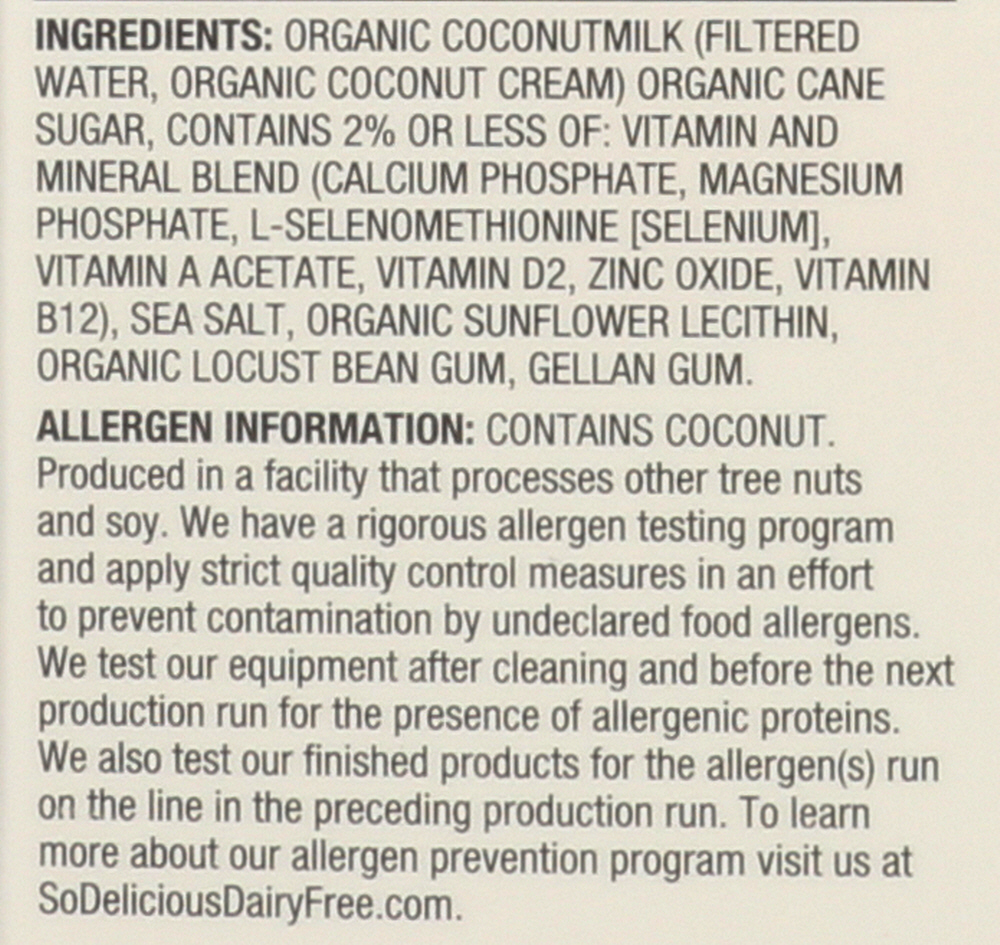 INGREDIENTS: ORGANIC COCONUTMILK (FILTERED
WATER, ORGANIC COCONUT CREAM) ORGANIC CANE
SUGAR, CONTAINS 2% OR LESS OF: VITAMIN AND
MINERAL BLEND (CALCIUM PHOSPHATE, MAGNESIUM
PHOSPHATE, L-SELENOMETHIONINE [SELENIUM],
VITAMIN A ACETATE, VITAMIN D2, ZINC OXIDE, VITAMIN
B12), SEA SALT, ORGANIC SUNFLOWER LECITHIN,
ORGANIC LOCUST BEAN GUM, GELLAN GUM.
ALLERGEN INFORMATION: CONTAINS COCONUT.
Produced in a facility that processes other tree nuts
and soy. We have a rigorous allergen testing program
and apply strict quality control measures in an effort
to prevent contamination by undeclared food allergens.
We test our equipment after cleaning and before the next
production run for the presence of allergenic proteins.
We also test our finished products for the allergen(s) run
on the line in the preceding production run. To learn
more about our allergen prevention program visit us at
SoDeliciousDairyFree.com.